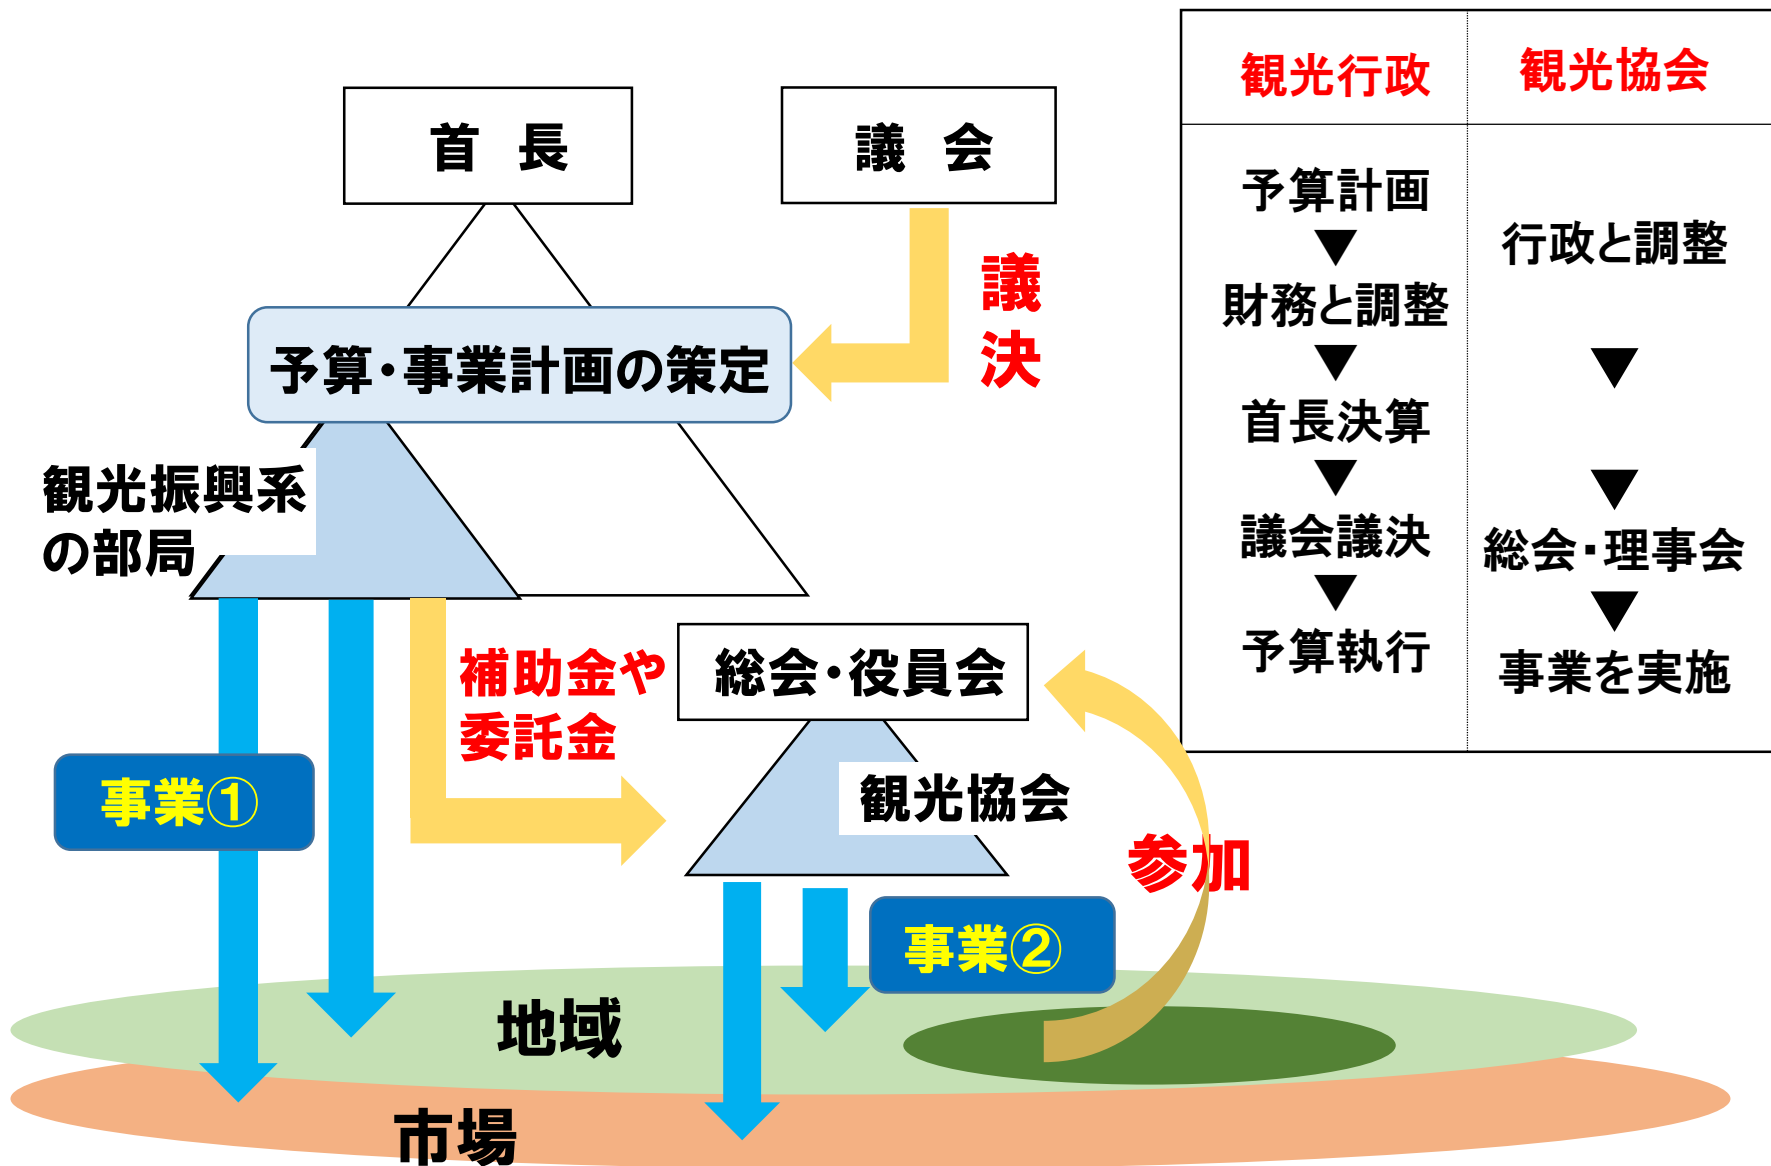 首 長
議 会
議
決
予算・事業計画の策定
観光振興系
の部局
補助金や
委託金
総会・役員会
観光協会
事業①
事業②
参加
地域
市場
観光行政
予算計画
▼
財務と調整
▼
首長決算
▼
議会議決
▼
予算執行
観光協会
行政と調整
▼
▼
総会・理事会
▼
事業を実施